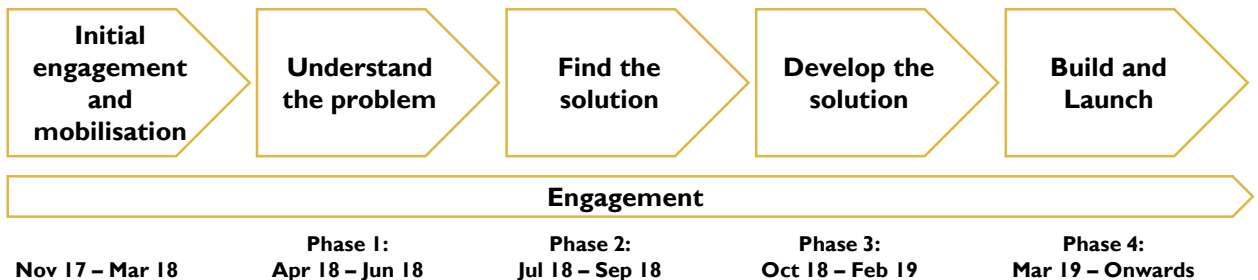 Initial
engagement
and
mobilisation
Understand
the problem
Find the
solution
Develop the
solution
Build and
Launch
Engagement
Nov 17 – Mar 18
Phase 1:
Apr 18 – Jun 18
Phase 2:
Jul 18 – Sep 18
Phase 3:
Oct 18 – Feb 19
Phase 4:
Mar 19 – Onwards